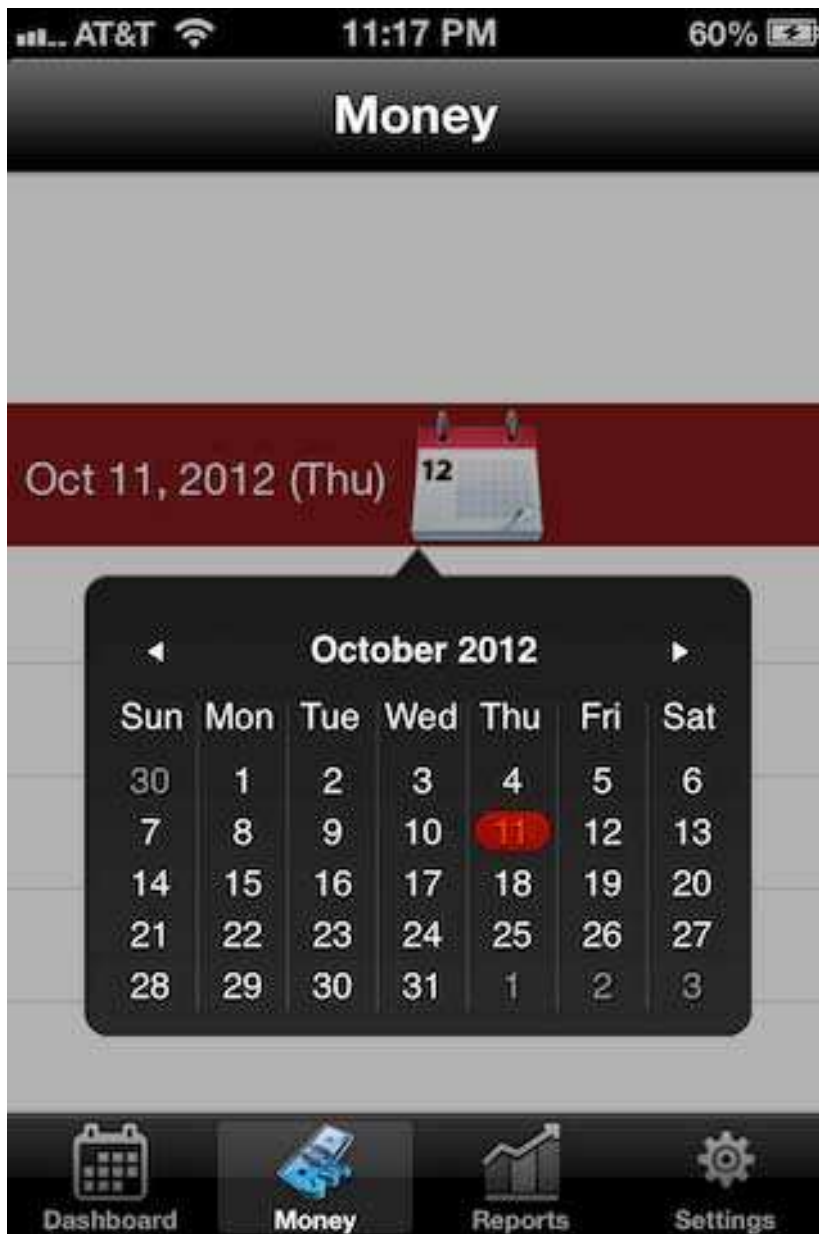 AT&T 11:17 PM 60%
Money
Oct 11, 2012 (Thu) 12
October 2012
Sun Mon Tue Wed Thu Fri Sat
30 1 2 3 4 5 6
7 8 9 10 11 12 13
14 15 16 17 18 19 20
21 22 23 24 25 26 27
28 29 30 31 1 2 3
Dashboard Money Reports Settings